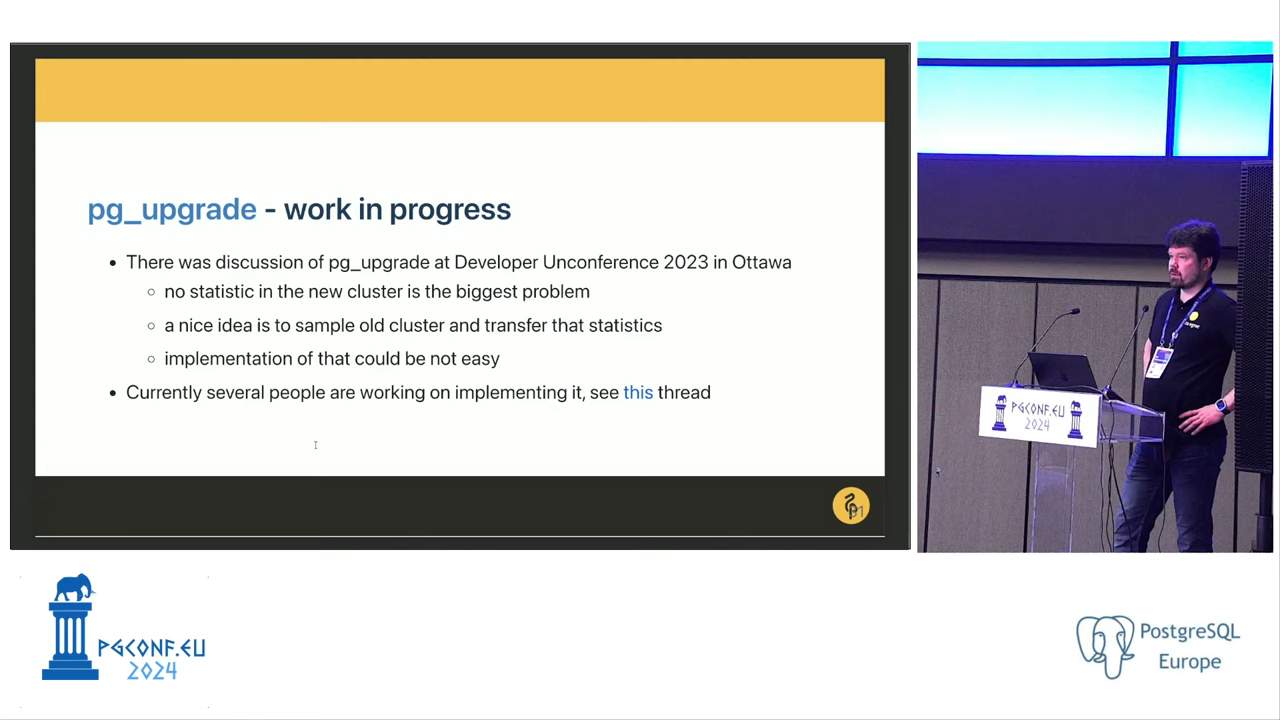 pg_upgrade - work in progress
There was discussion of pg_upgrade at Developer Unconference 2023 in Ottawa
no statistic in the new cluster is the biggest problem
a nice idea is to sample old cluster and transfer that statistics
implementation of that could be not easy
Currently several people are working on implementing it, see this thread
PGCONF.EU
2024
PGCONF.EU
2024
PostgreSQL
Europe